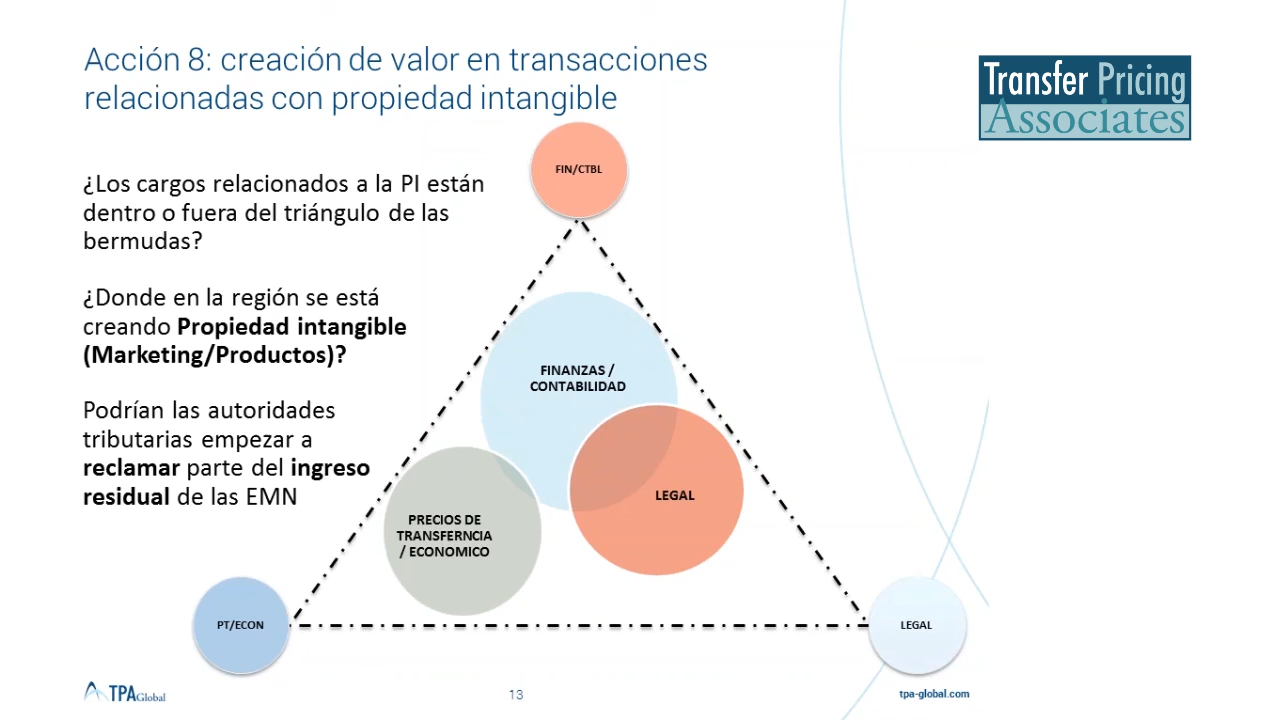 Acción 8: creación de valor en transacciones
relacionadas con propiedad intangible
Transfer Pricing
Associates
FIN/CTBL
¿Los cargos relacionados a la PI están
dentro o fuera del triángulo de las
bermudas?
¿Donde en la región se está
creando Propiedad intangible
(Marketing/Productos)?
Podrían las autoridades
tributarias empezar a
reclamar parte del ingreso
residual de las EMN
FINANZAS /
CONTABILIDAD
LEGAL
PRECIOS DE
TRANSFERNCIA
/ ECONOMICO
PT/ECON
LEGAL
TPAGlobal
13
tpa-global.com